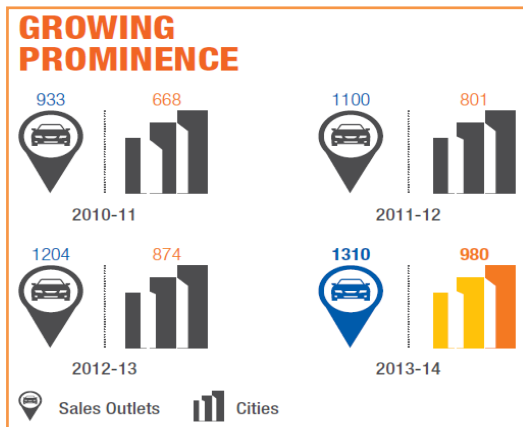 GROWING
PROMINENCE
933 668
1100 801
2010-11
2011-12
1204 874
1310 980
2012-13
2013-14
Sales Outlets Cities